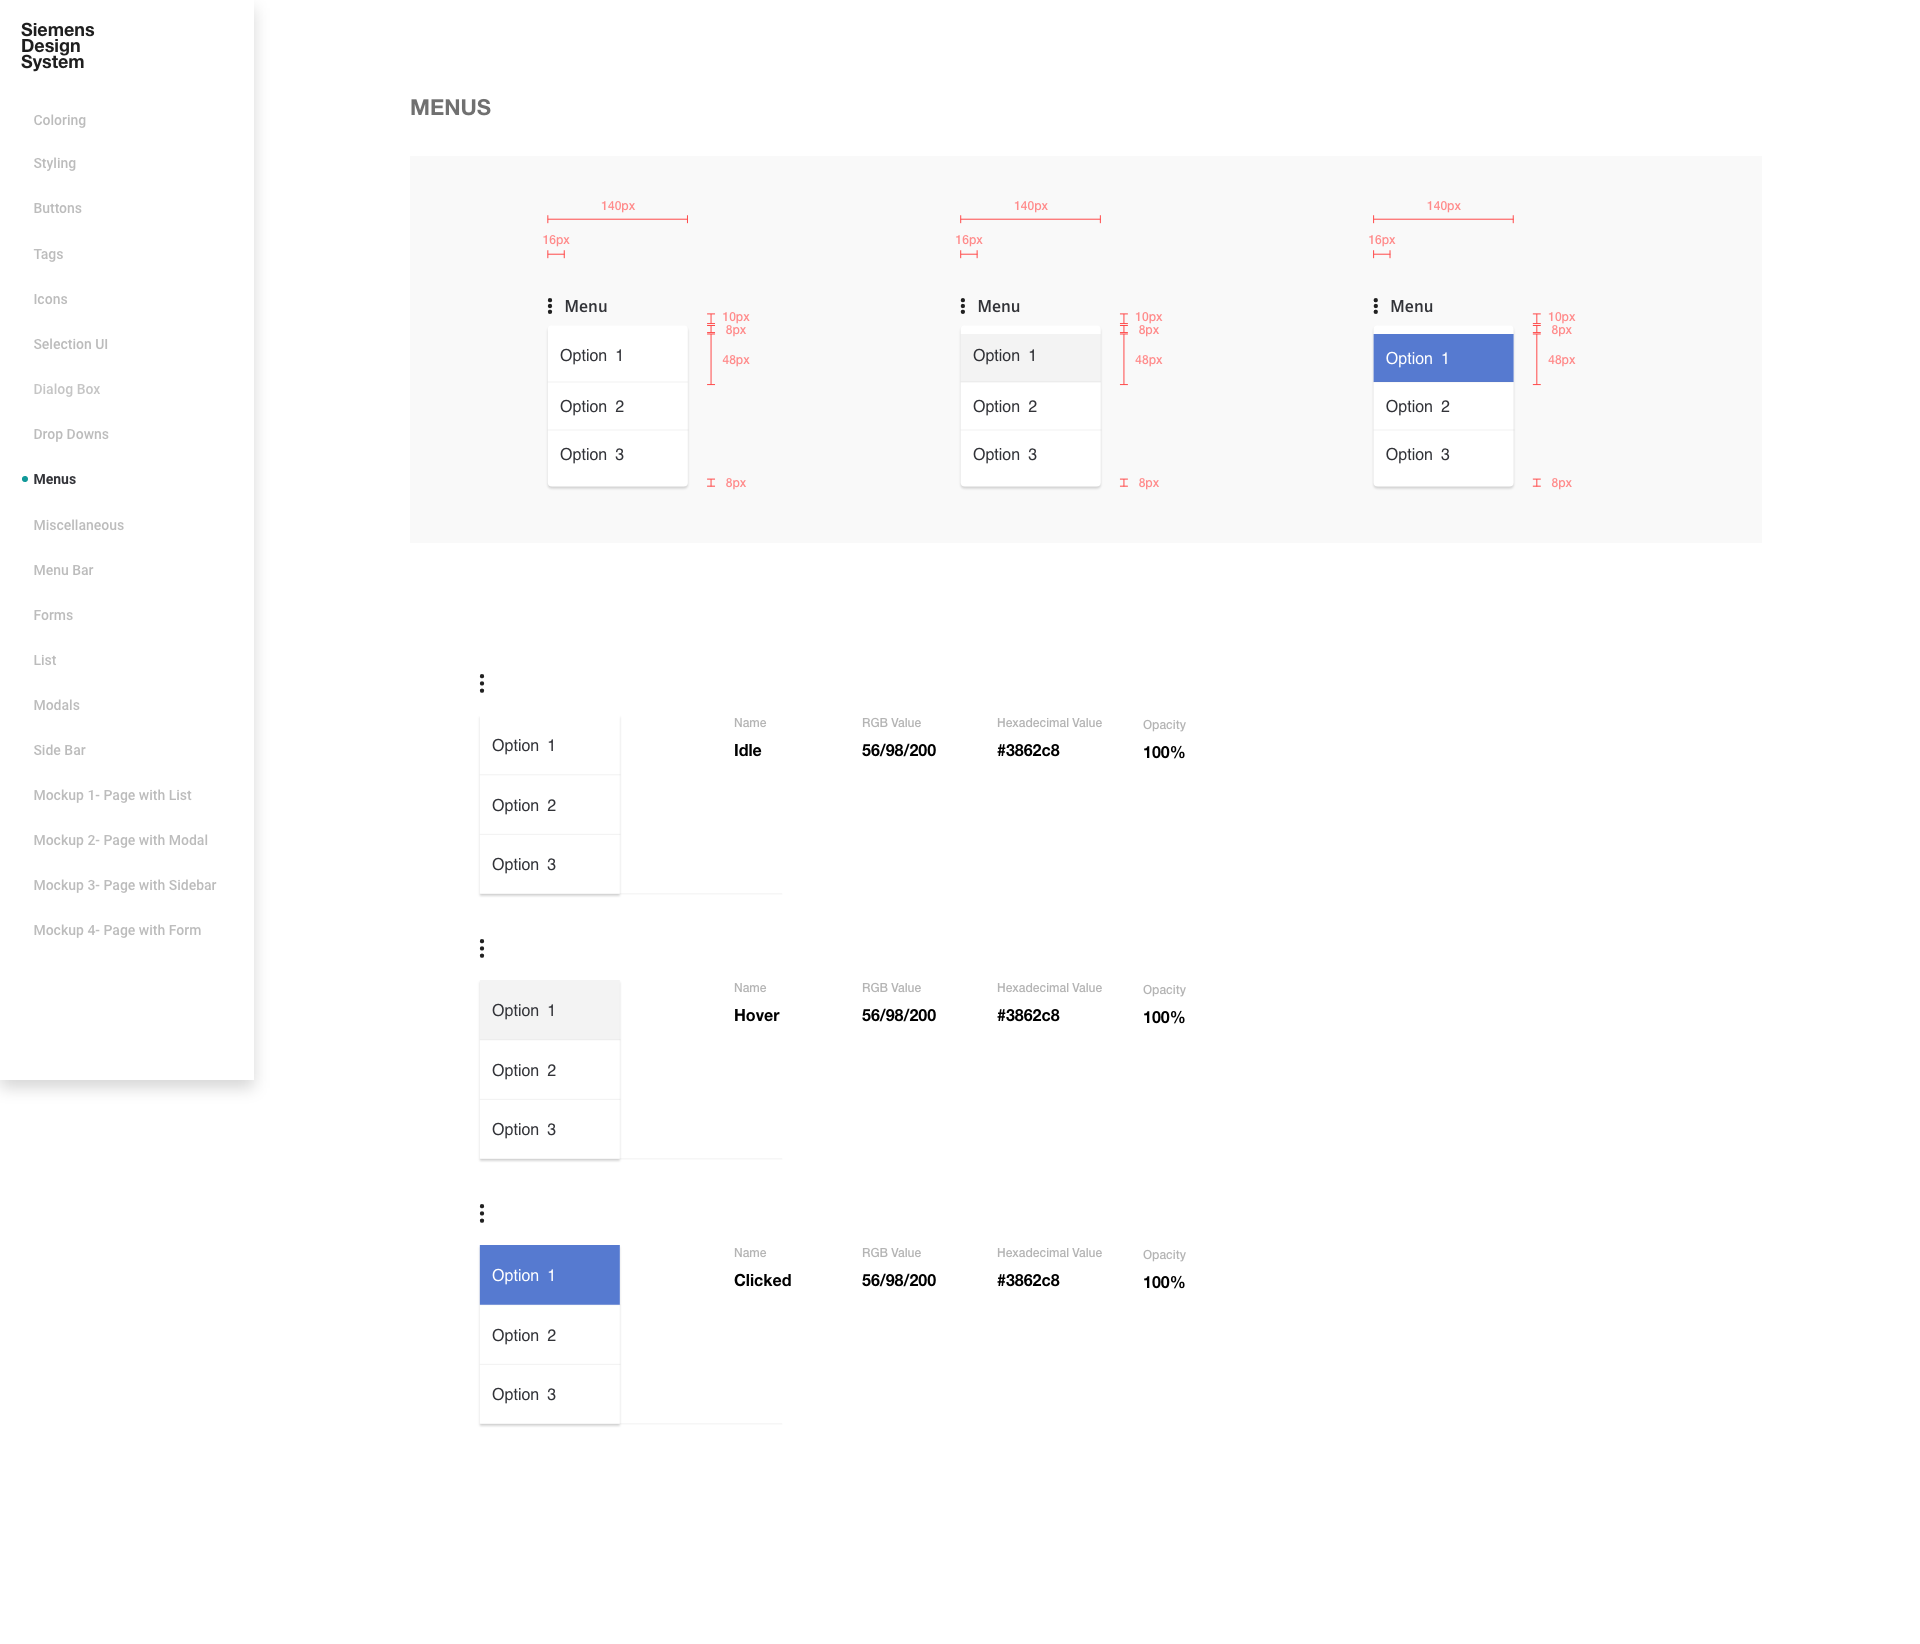 Siemens
Design
System
Coloring
Styling
Buttons
Tags
Icons
Selection UI
Dialog Box
Drop Downs
Menus
Miscellaneous
Menu Bar
Forms
List
Modals
Side Bar
Mockup 1- Page with List
Mockup 2- Page with Modal
Mockup 3- Page with Sidebar
Mockup 4- Page with Form
MENUS
140px
16px
Menu
10px
8px
Option 1
48px
Option 2
Option 3
8px
140px
16px
Menu
10px
8px
Option 1
48px
Option 2
Option 3
8px
140px
16px
Menu
10px
8px
Option 1
48px
Option 2
Option 3
8px
Option 1
Option 2
Option 3
Name RGB Value Hexadecimal Value Opacity
Idle 56/98/200 #3862c8 100%
Option 1
Option 2
Option 3
Name RGB Value Hexadecimal Value Opacity
Hover 56/98/200 #3862c8 100%
Option 1
Option 2
Option 3
Name RGB Value Hexadecimal Value Opacity
Clicked 56/98/200 #3862c8 100%